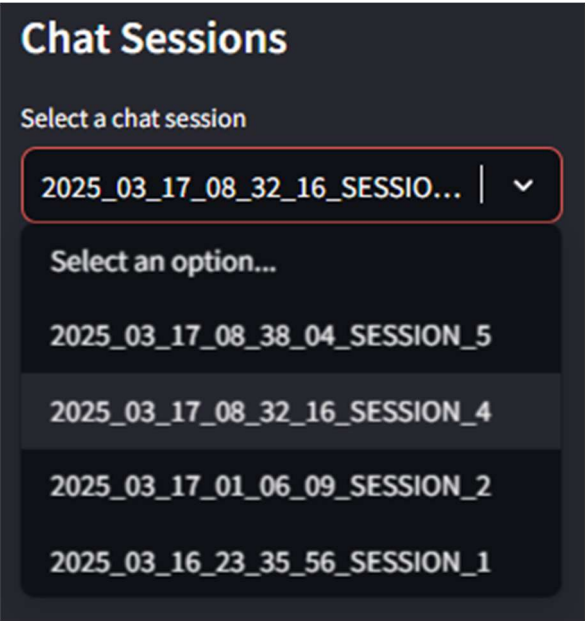 Chat Sessions
Select a chat session
2025_03_17_08_32_16_SESSIO...
Select an option...
2025_03_17_08_38_04_SESSION_5
2025_03_17_08_32_16_SESSION_4
2025_03_17_01_06_09_SESSION_2
2025_03_16_23_35_56_SESSION_1